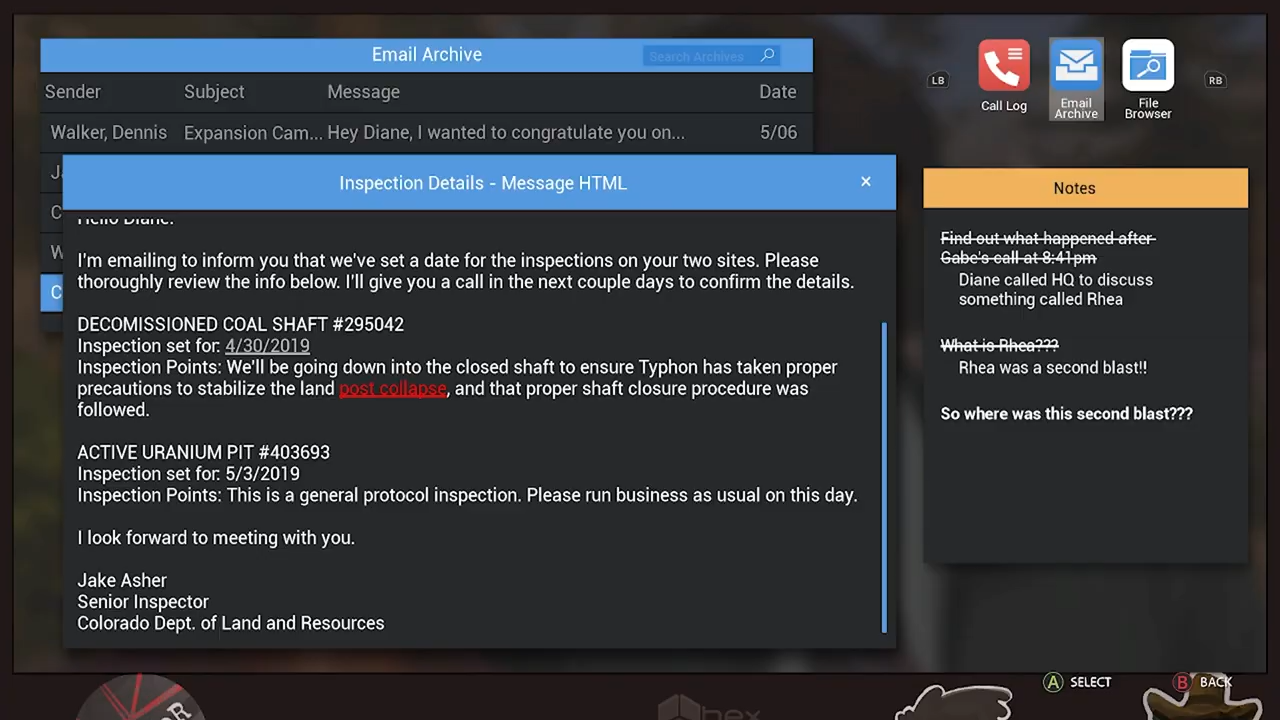 Email Archive
Search Archives
Sender Subject Message Date
Walker, Dennis Expansion Cam... Hey Diane, I wanted to congratulate you on... 5/06
Inspection Details - Message HTML
×
Hello Diane.
I'm emailing to inform you that we've set a date for the inspections on your two sites. Please
thoroughly review the info below. I'll give you a call in the next couple days to confirm the details.
DECOMISSIONED COAL SHAFT #295042
Inspection set for: 4/30/2019
Inspection Points: We'll be going down into the closed shaft to ensure Typhon has taken proper
precautions to stabilize the land post collapse, and that proper shaft closure procedure was
followed.
ACTIVE URANIUM PIT #403693
Inspection set for: 5/3/2019
Inspection Points: This is a general protocol inspection. Please run business as usual on this day.
I look forward to meeting with you.
Jake Asher
Senior Inspector
Colorado Dept. of Land and Resources
LB
Call Log
Email
Archive
File
Browser
RB
Notes
Find out what happened after
Gabe's call at 8:41pm
Diane called HQ to discuss
something called Rhea
What is Rhea???
Rhea was a second blast!!
So where was this second blast???
A SELECT
B BACK
hex